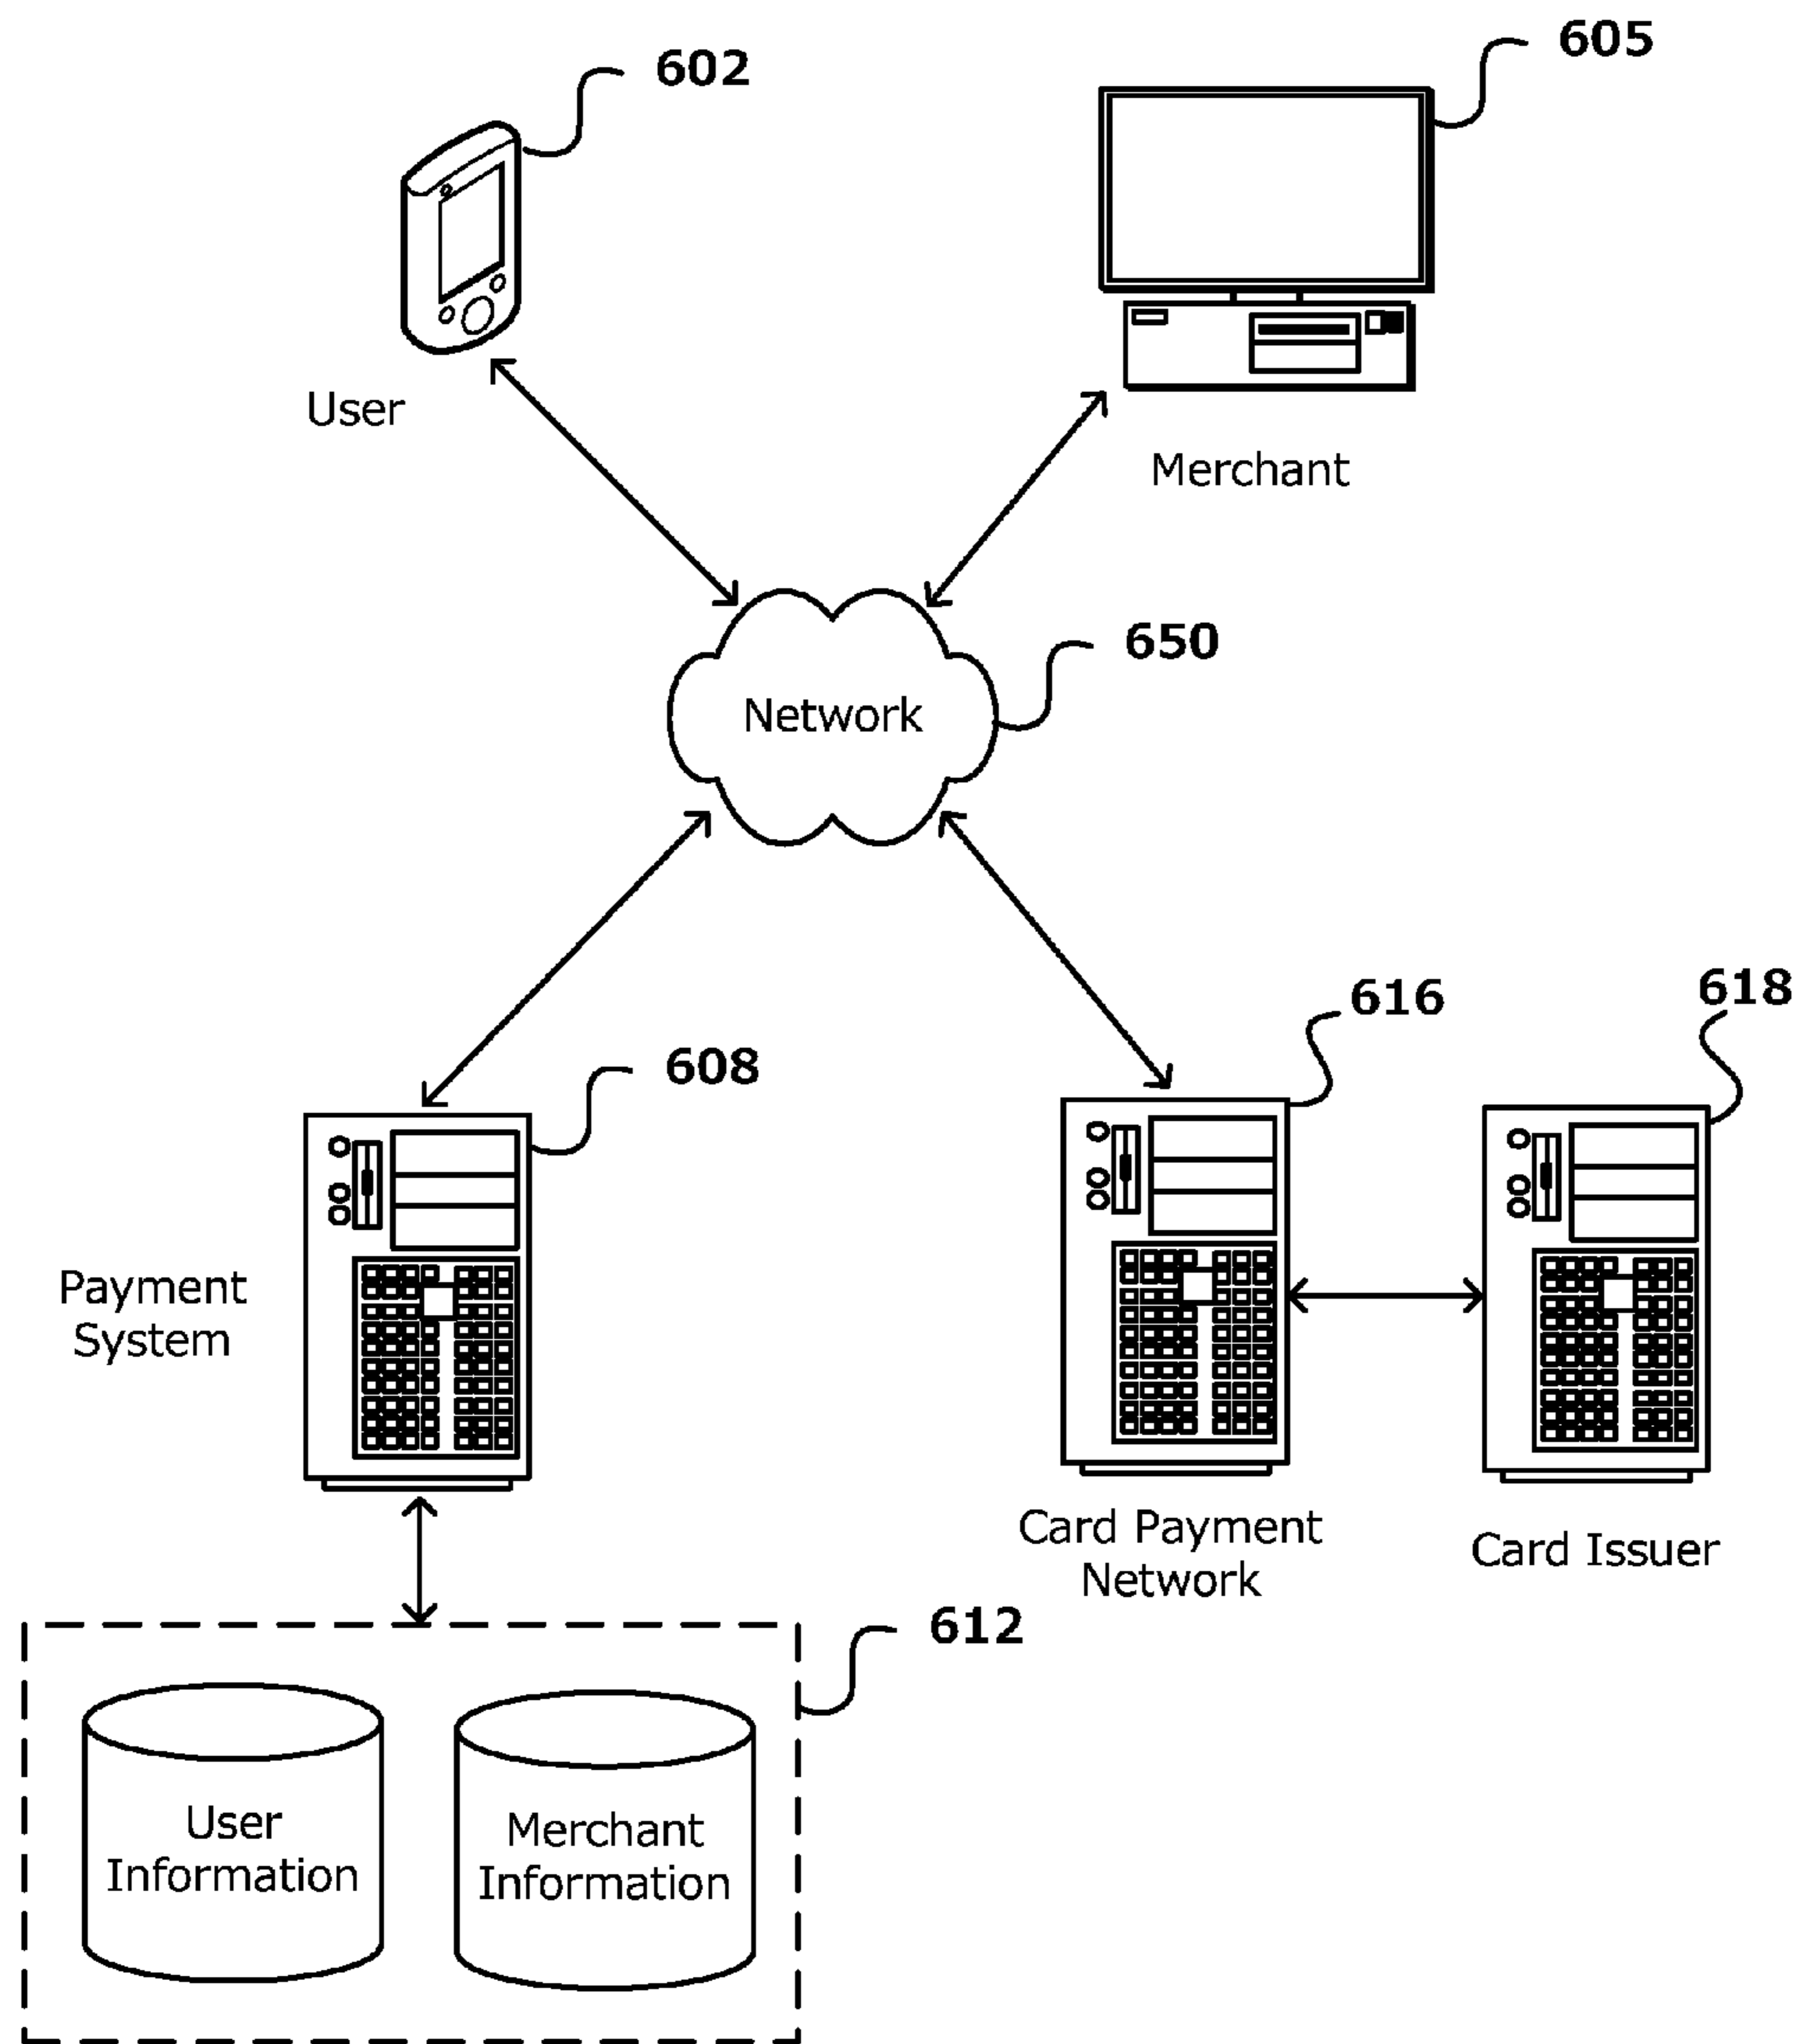 602
605
User
Merchant
650
Network
616
618
608
Payment
System
Card Payment
Network
Card Issuer
612
User
Information
Merchant
Information